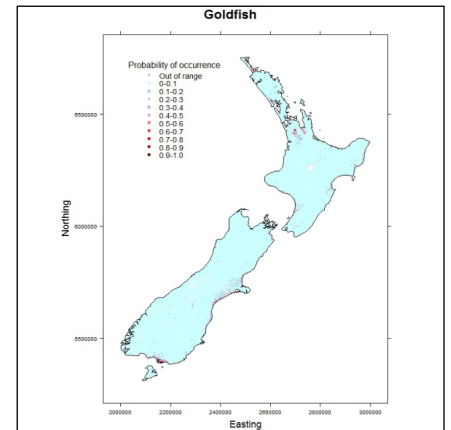 Goldfish
Probability of occurrence
Out of range
0-0.1
0.1-0.2
0.2-0.3
0.3-0.4
0.4-0.5
0.5-0.6
0.6-0.7
0.7-0.8
0.8-0.9
0.9-1.0
Northing
6500000
6000000
5500000
2000000 2200000 2400000 2600000 2800000 3000000
Easting